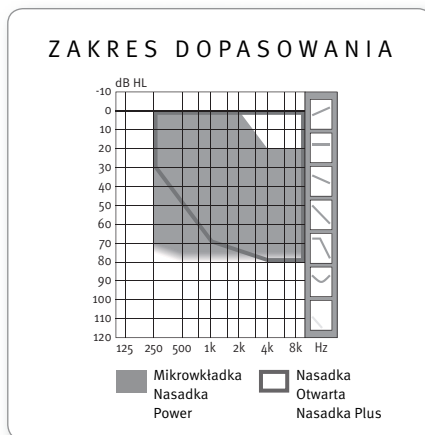 ZAKRES DOPASOWANIA
dB HL
-10
0
10
20
30
40
50
60
70
80
90
100
110
120
125 250 500 1k 2k 4k 8k Hz
Mikrowkładka
Nasadka
Power
Nasadka
Otwarta
Nasadka Plus